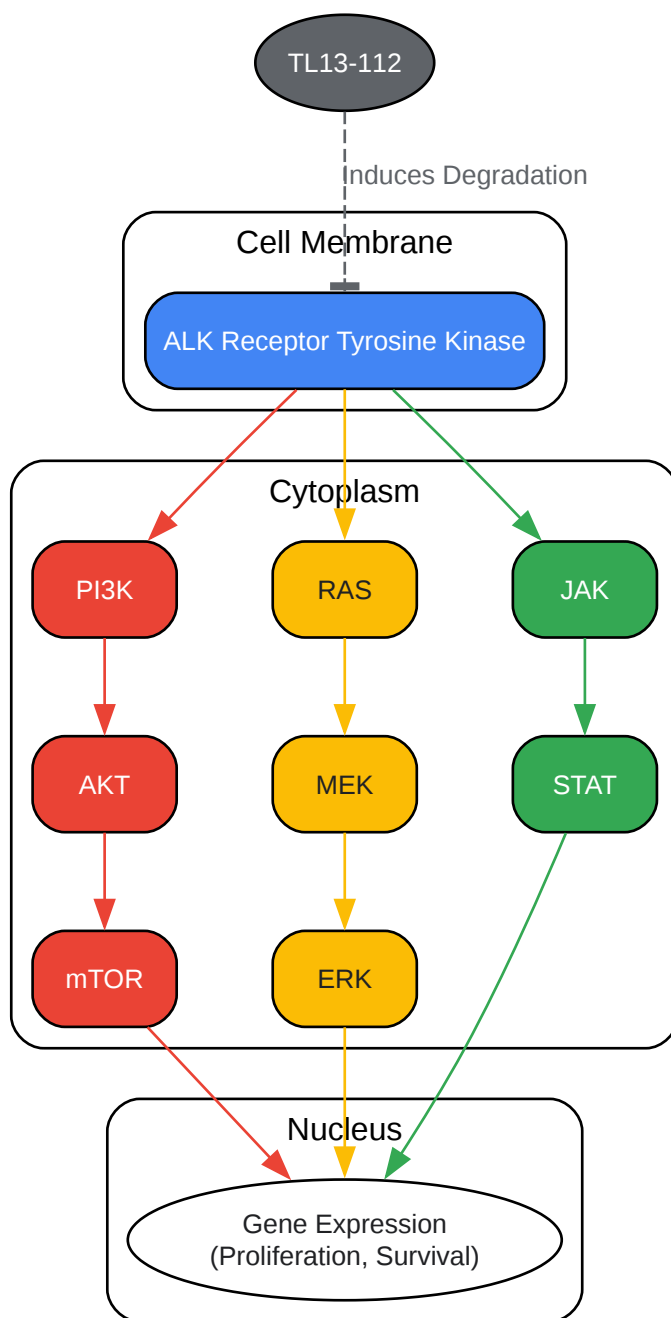 TL13-112
Induces Degradation
Cell Membrane
ALK Receptor Tyrosine Kinase
Cytoplasm
PI3K
RAS
JAK
AKT
MEK
STAT
mTOR
ERK
Nucleus
Gene Expression
(Proliferation, Survival)